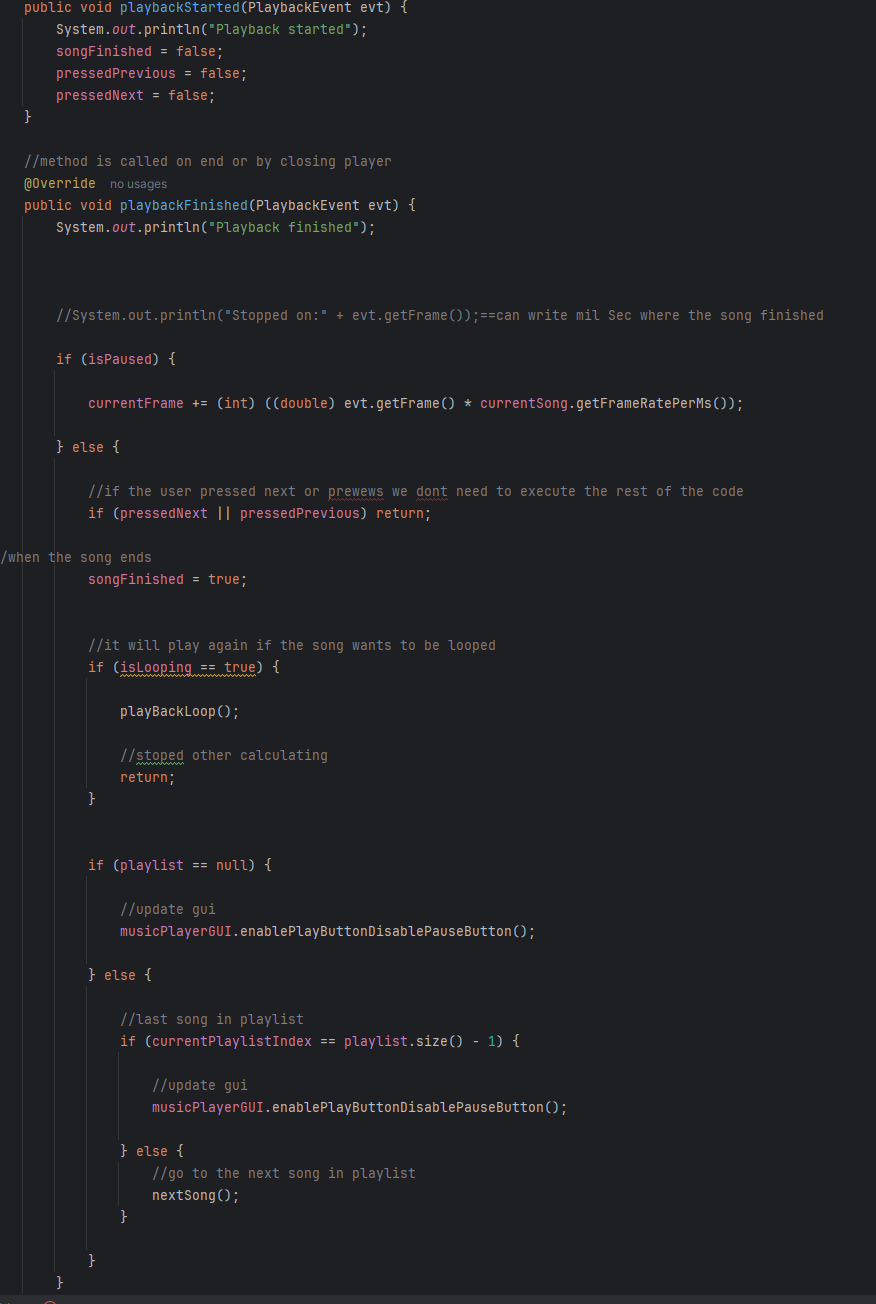 public void playbackStarted(PlaybackEvent evt) {
System.out.println("Playback started");
songFinished = false;
pressedPrevious = false;
pressedNext = false;
}
//method is called on end or by closing player
@Override no usages
public void playbackFinished(PlaybackEvent evt) {
System.out.println("Playback finished");
//System.out.println("Stopped on:" + evt.getFrame());==can write mil Sec where the song finished
if (isPaused) {
currentFrame += (int) ((double) evt.getFrame() * currentSong.getFrameRatePerMs());
} else {
//if the user pressed next or prewews we dont need to execute the rest of the code
if (pressedNext || pressedPrevious) return;
/when the song ends
songFinished = true;
//it will play again if the song wants to be looped
if (isLooping == true) {
playBackLoop();
//stoped other calculating
return;
}
if (playlist == null) {
//update gui
musicPlayerGUI.enablePlayButtonDisablePauseButton();
} else {
//last song in playlist
if (currentPlaylistIndex == playlist.size() - 1) {
//update gui
musicPlayerGUI.enablePlayButtonDisablePauseButton();
} else {
//go to the next song in playlist
nextSong();
}
}
}